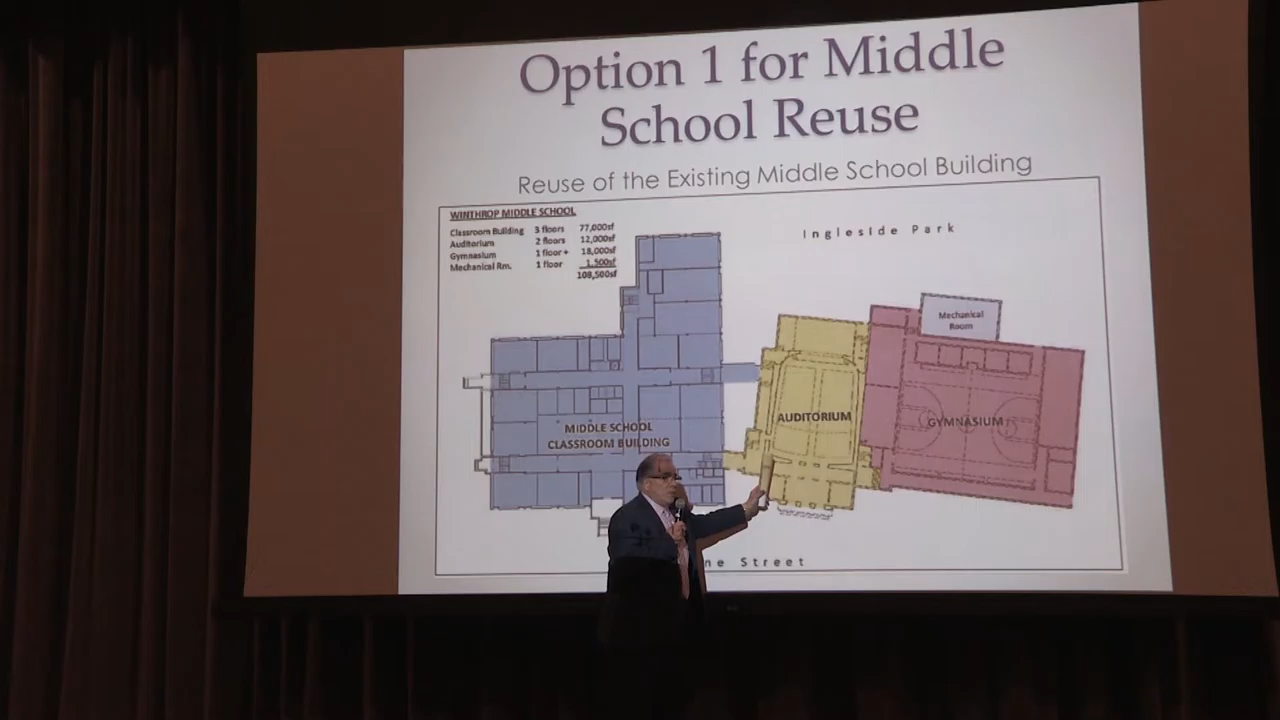 Option 1 for Middle
School Reuse
Reuse of the Existing Middle School Building
WINTHROP MIDDLE SCHOOL
Classroom Building 3 floors 77,000sf
Auditorium 2 floors 12,000sf
Gymnasium 1 floor + 18,000sf
Mechanical Rm. 1 floor 1,500sf
108,500sf
Ingleside Park
Mechanical
Room
AUDITORIUM
GYMNASIUM
MIDDLE SCHOOL
CLASSROOM BUILDING
ne Street